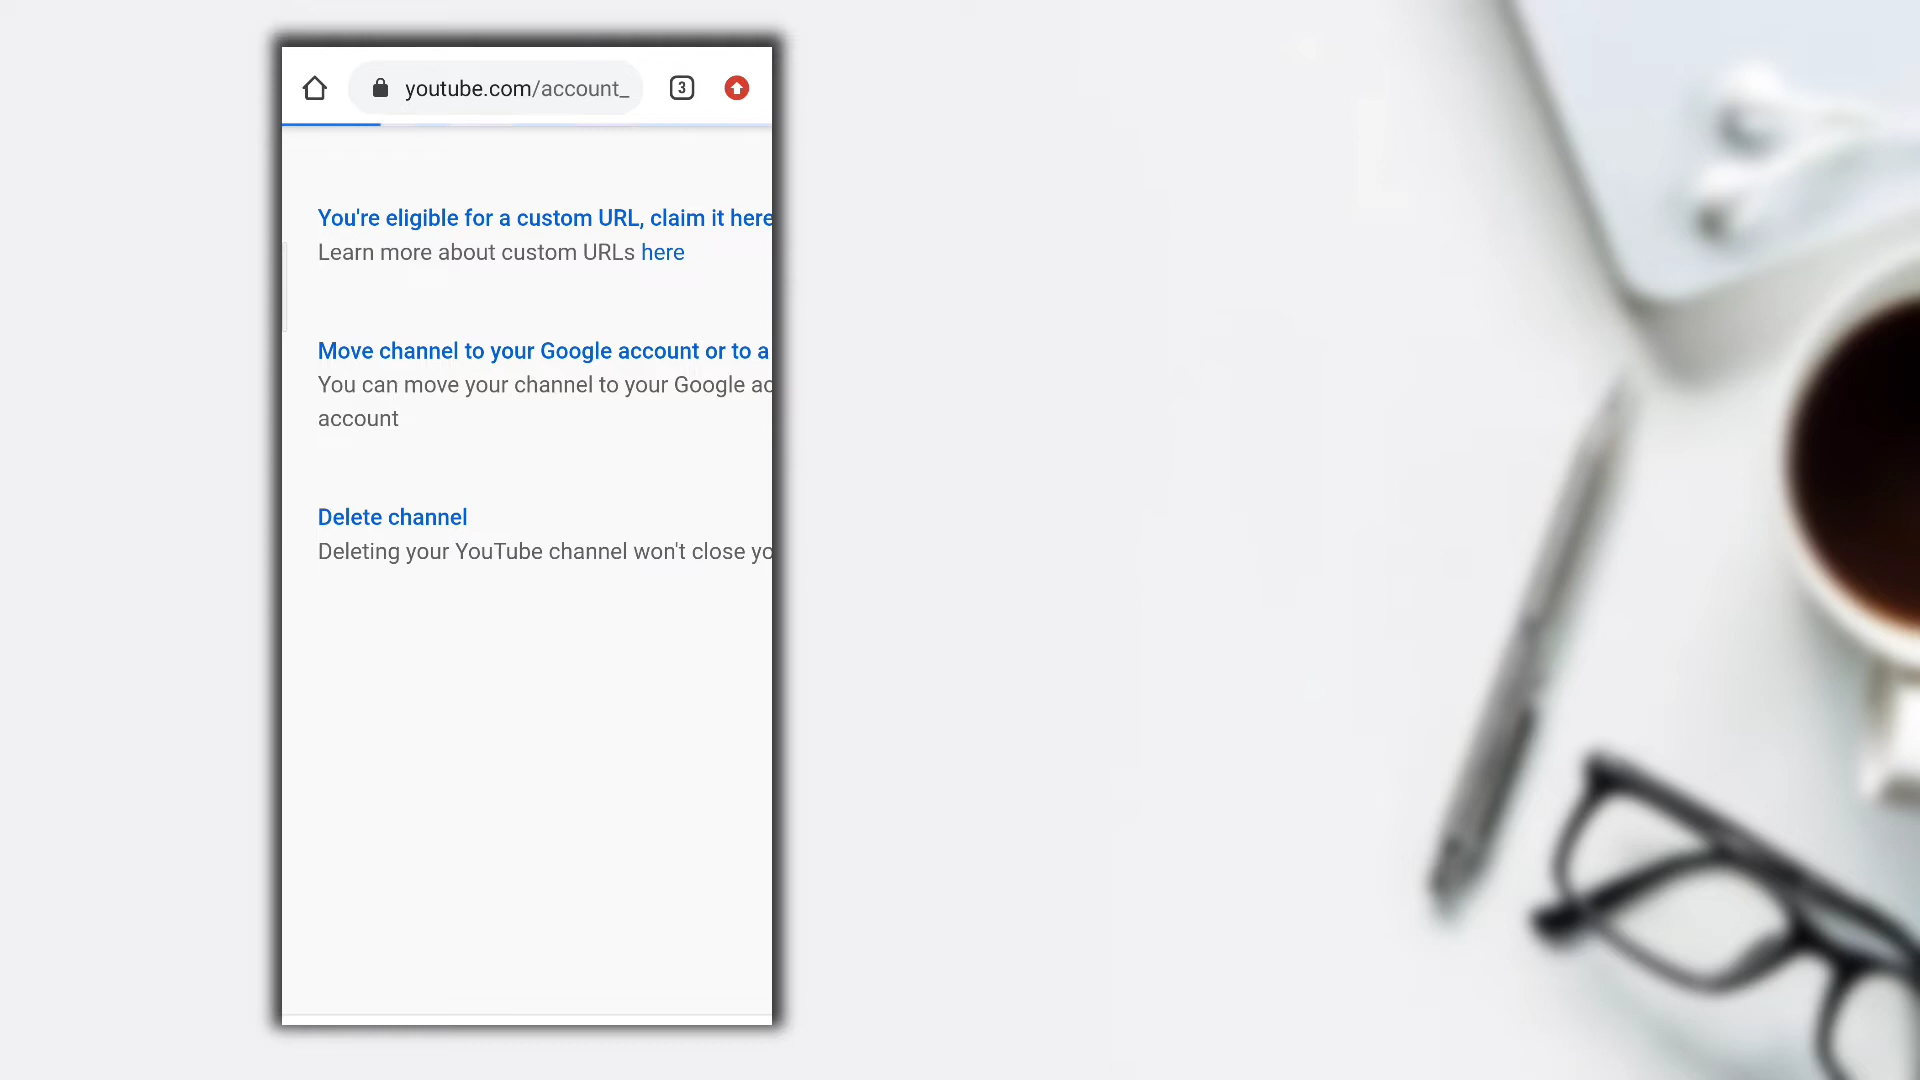 youtube.com/account_
3
You're eligible for a custom URL, claim it here
Learn more about custom URLs here
Move channel to your Google account or to a
You can move your channel to your Google ac
account
Delete channel
Deleting your YouTube channel won't close yo